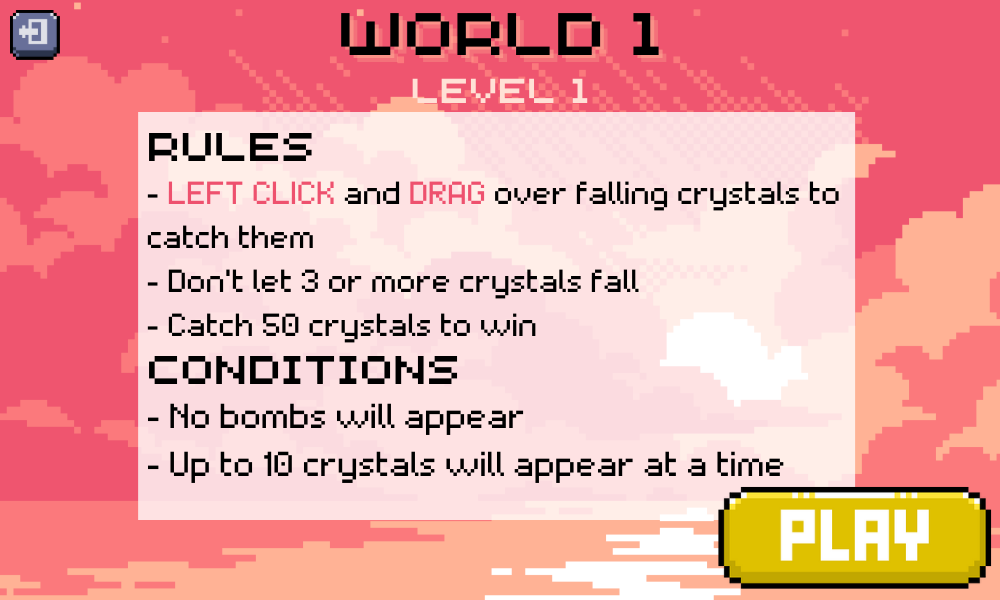 WORLD 1
LEVEL 1
RULES
- LEFT CLICK and DRAG over falling crystals to
catch them
- Don't let 3 or more crystals fall
- Catch 50 crystals to win
CONDITIONS
- No bombs will appear
- Up to 10 crystals will appear at a time
PLAY